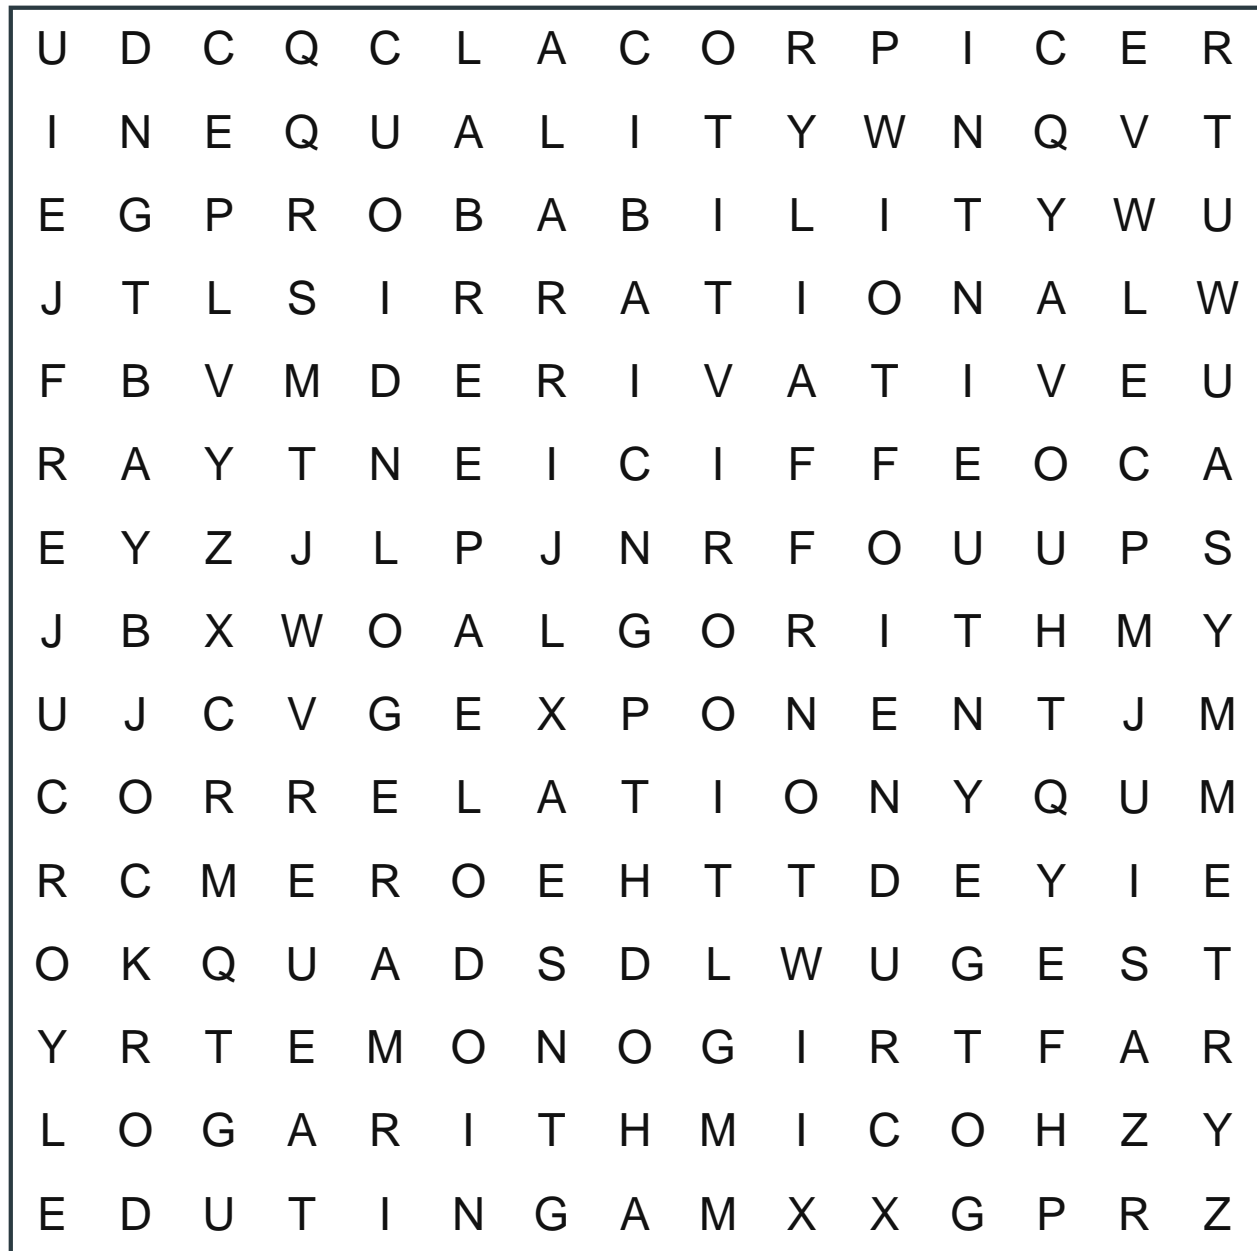 U D C Q C L A C O R P I C E R
I N E Q U A L I T Y W N Q V T
E G P R O B A B I L I T Y W U
J T L S I R R A T I O N A L W
F B V M D E R I V A T I V E U
R A Y T N E I C I F F E O C A
E Y Z J L P J N R F O U U P S
J B X W O A L G O R I T H M Y
U J C V G E X P O N E N T J M
C O R R E L A T I O N Y Q U M
R C M E R O E H T T D E Y I E
O K Q U A D S D L W U G E S T
Y R T E M O N O G I R T F A R
L O G A R I T H M I C O H Z Y
E D U T I N G A M X X G P R Z